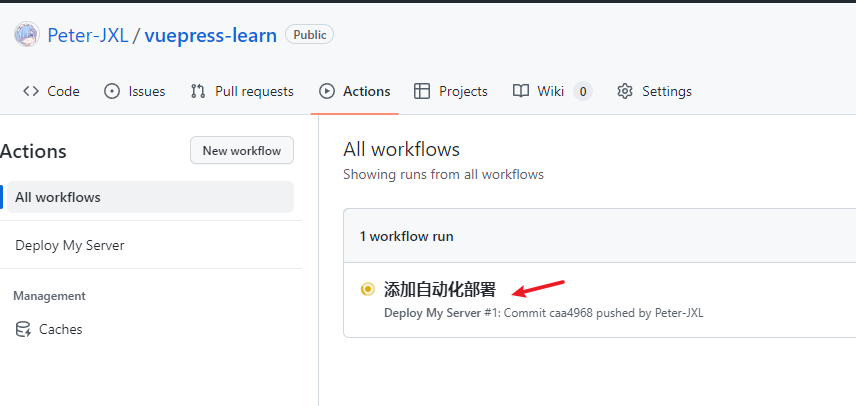 Peter-JXL / vuepress-learn Public
Code Issues Pull requests Actions Projects Wiki 0 Settings
Actions New workflow
All workflows
Deploy My Server
Management
Caches
All workflows
Showing runs from all workflows
1 workflow run
添加自动化部署
Deploy My Server #1: Commit caa4968 pushed by Peter-JXL